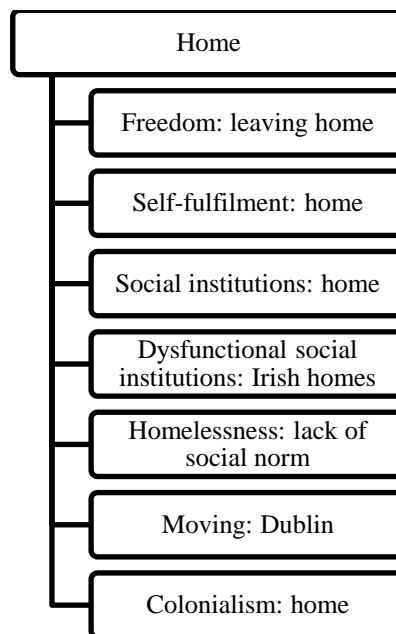 Home
Freedom: leaving home
Self-fulfilment: home
Social institutions: home
Dysfunctional social
institutions: Irish homes
Homelessness: lack of
social norm
Moving: Dublin
Colonialism: home